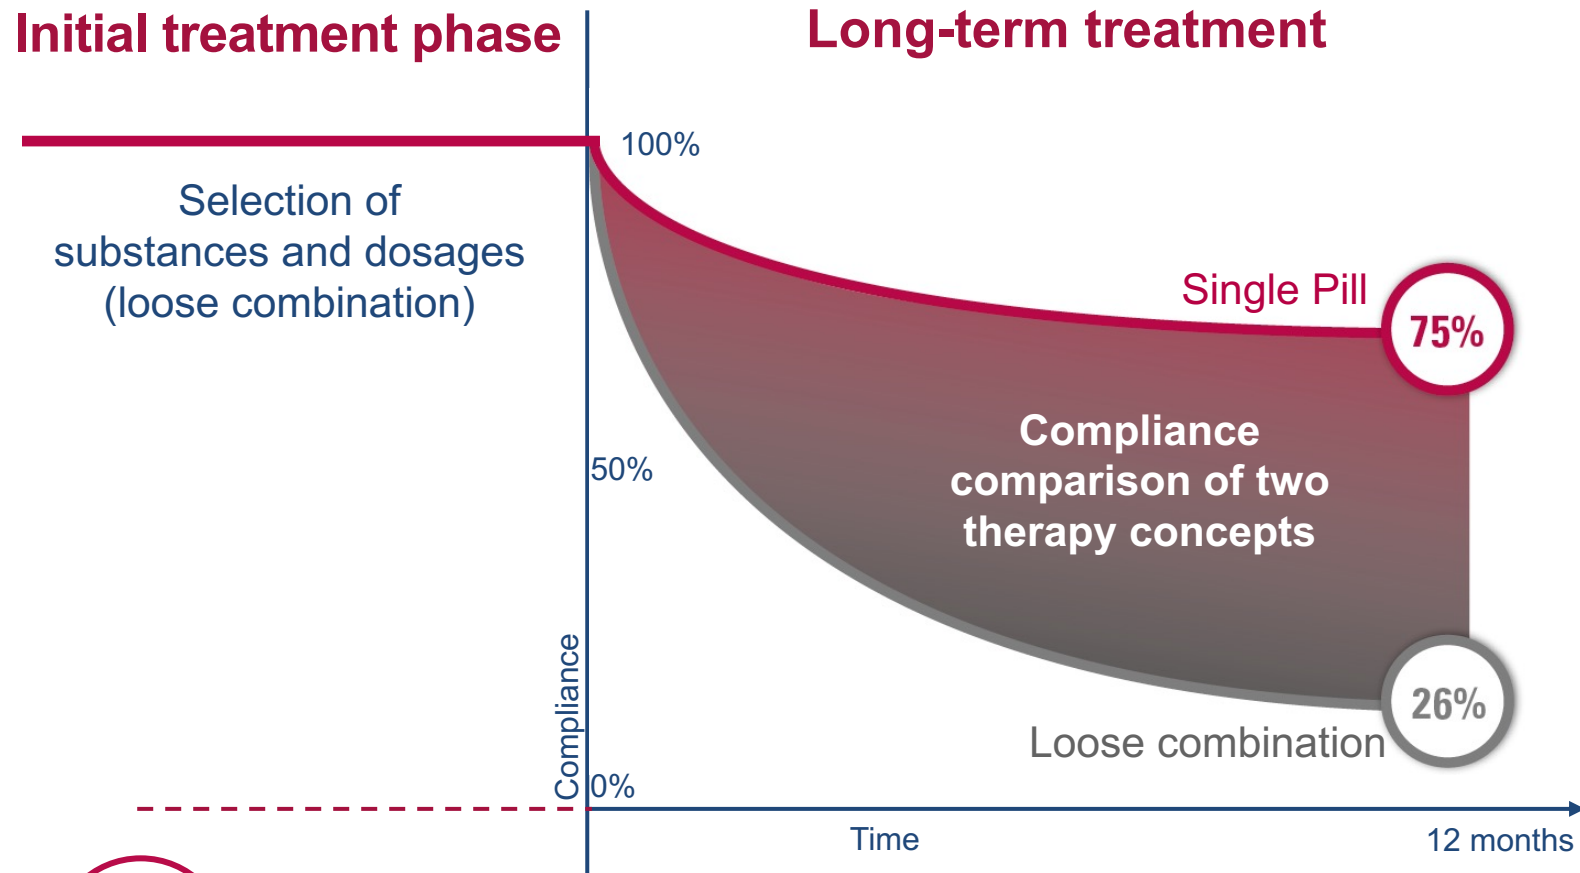 Initial treatment phase
Long-term treatment
100%
Selection of
substances and dosages
(loose combination)
Single Pill
75%
Compliance
comparison of two
therapy concepts
50%
26%
Loose combination
Compliance
0%
Time
12 months